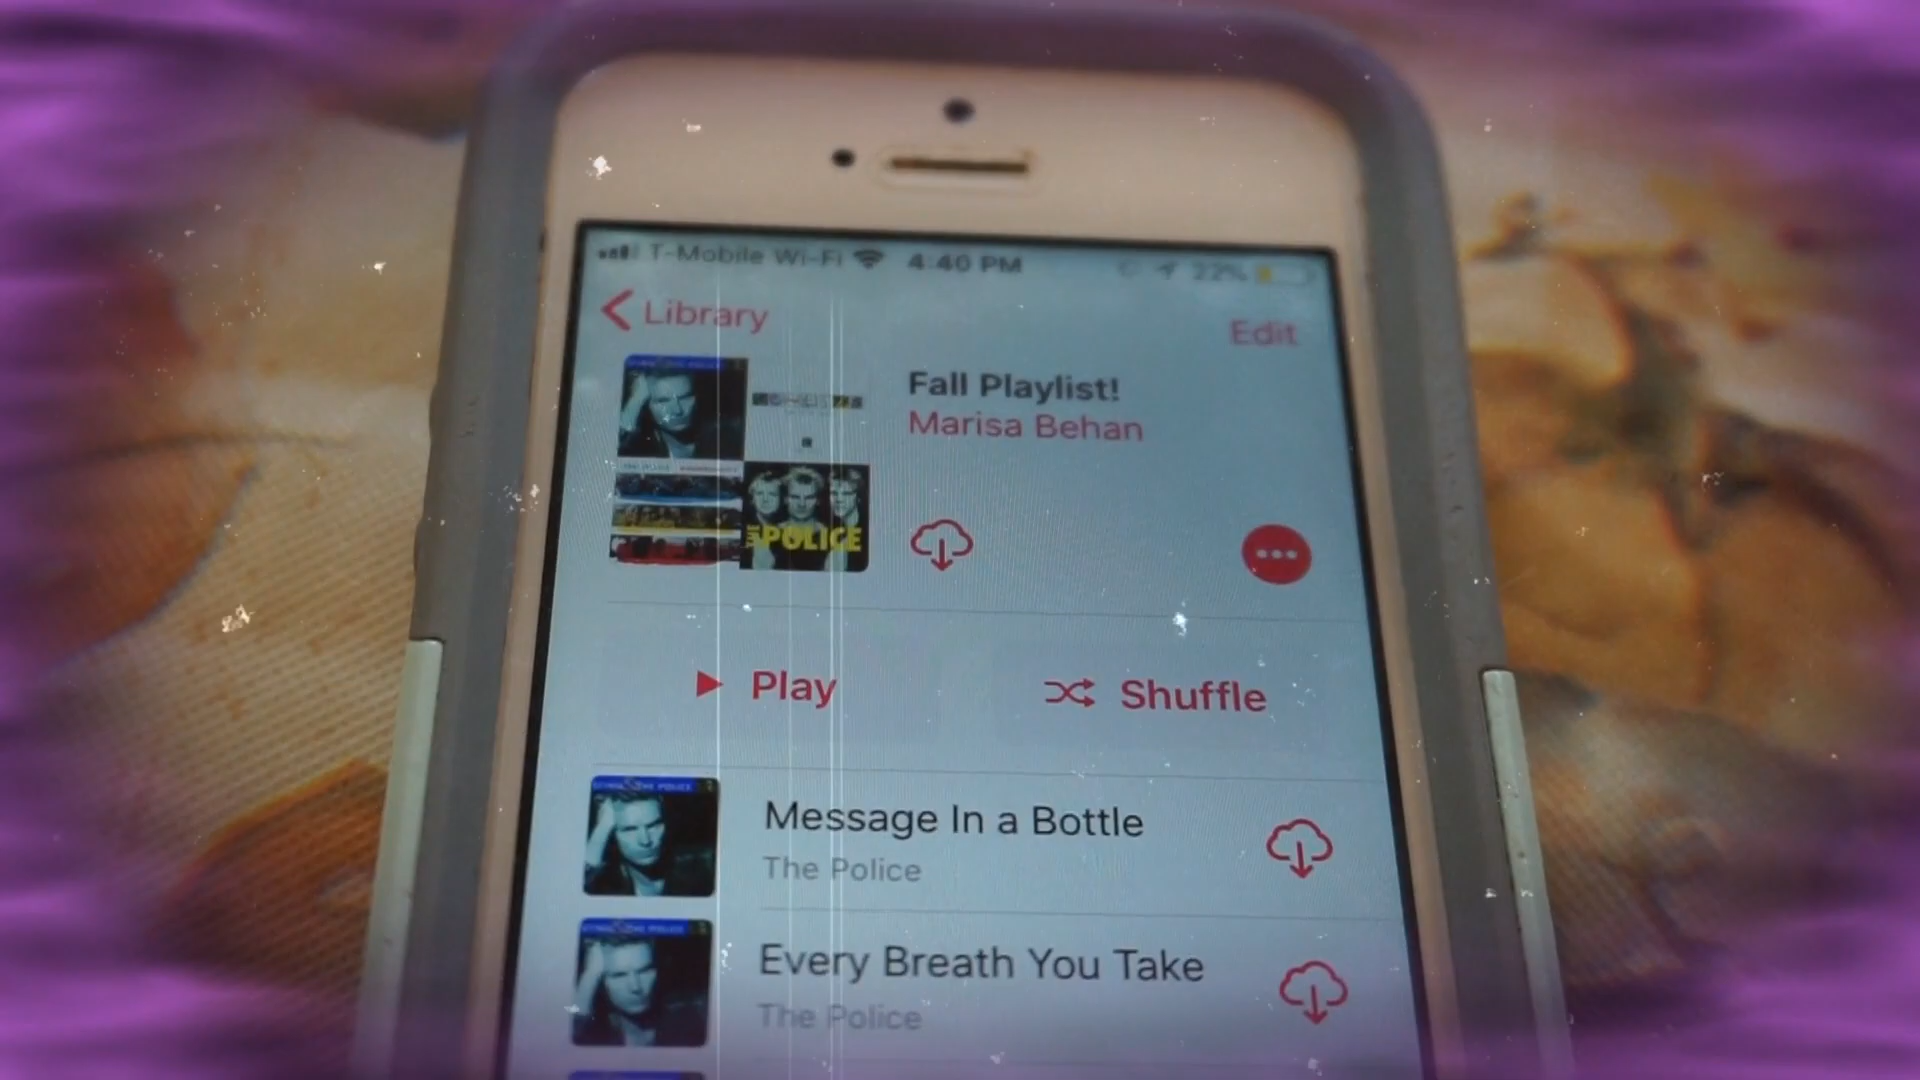 T-Mobile Wi-Fi 4:40 PM 22%
Library
Edit
Fall Playlist!
Marisa Behan
THE POLICE
Play
Shuffle
Message In a Bottle
The Police
Every Breath You Take
The Police